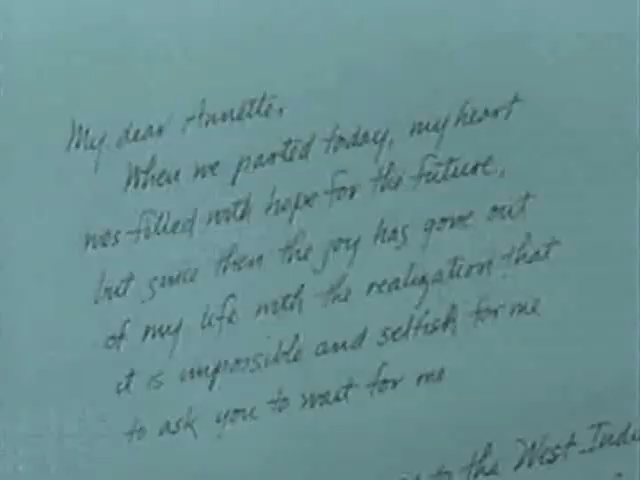 My dear Annette,
When we parted today, my heart
was filled with hope for the future,
but since then the joy has gone out
of my life with the realization that
it is impossible and selfish for me
to ask you to wait for me
to the West Indi